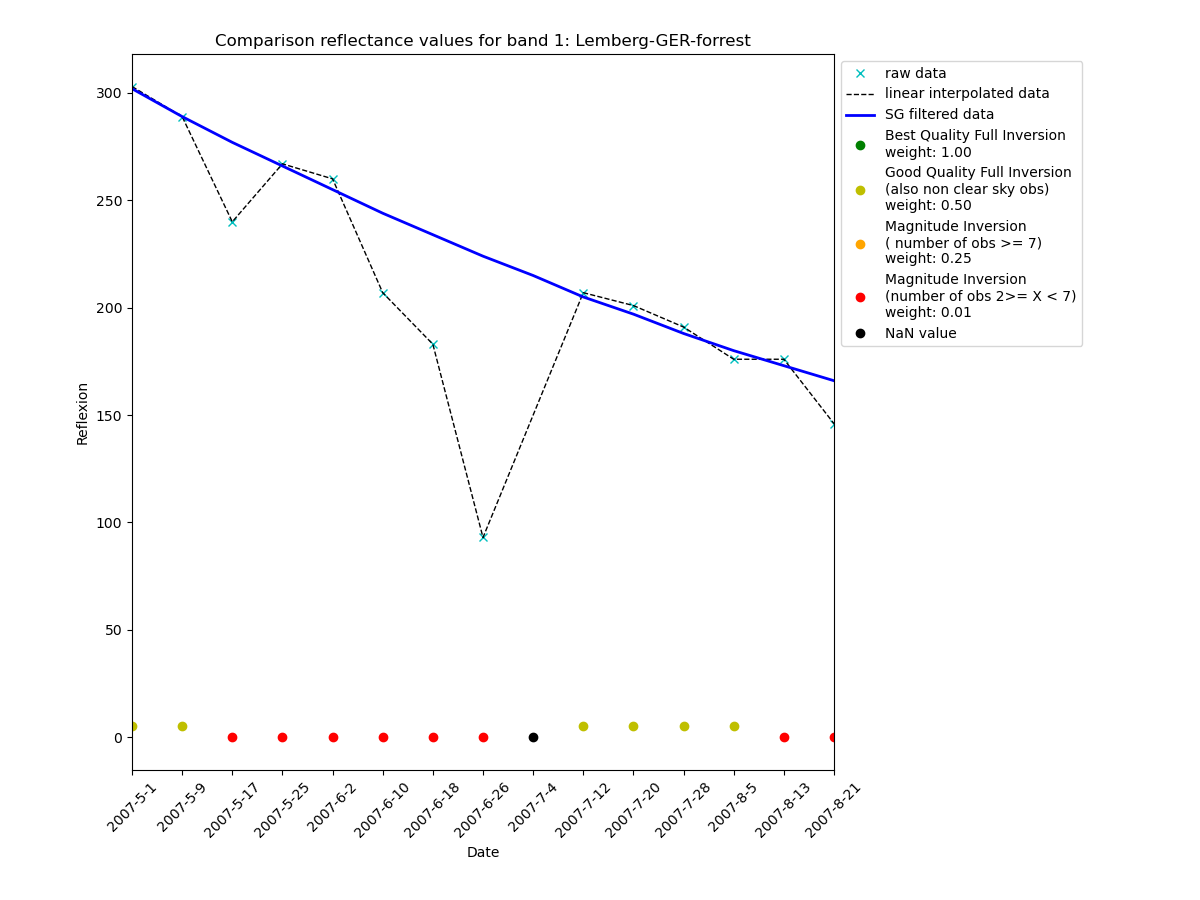 Comparison reflectance values for band 1: Lemberg-GER-forrest
raw data
linear interpolated data
SG filtered data
Best Quality Full Inversion
weight: 1.00
Good Quality Full Inversion
(also non clear sky obs)
weight: 0.50
Magnitude Inversion
( number of obs >= 7)
weight: 0.25
Magnitude Inversion
(number of obs 2>= X < 7)
weight: 0.01
NaN value
300
250
200
150
100
50
0
Reflexion
2007-5-1
2007-5-9
2007-5-17
2007-5-25
2007-6-2
2007-6-10
2007-6-18
2007-6-26
2007-7-4
2007-7-12
2007-7-20
2007-7-28
2007-8-5
2007-8-13
2007-8-21
Date